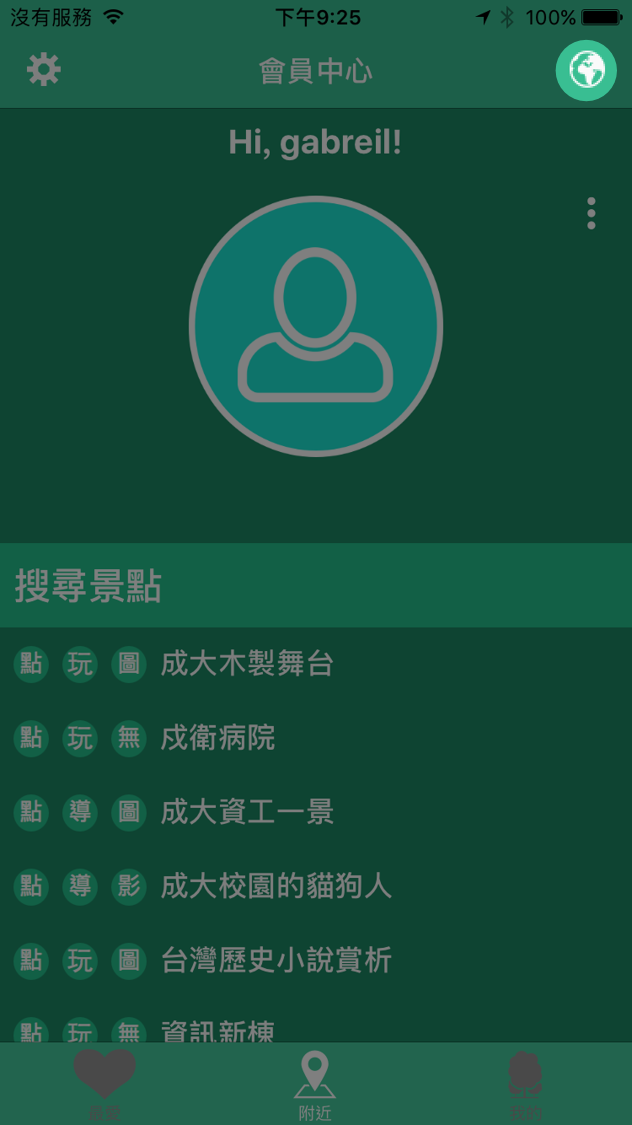 沒有服務 下午9:25 100%
會員中心
Hi, gabreil!
搜尋景點
點 玩 圖 成大木製舞台
點 玩 無 戍衛病院
點 導 圖 成大資工一景
點 導 影 成大校園的貓狗人
點 玩 圖 台灣歷史小說賞析
點 玩 無 資訊新棟
附近 我的